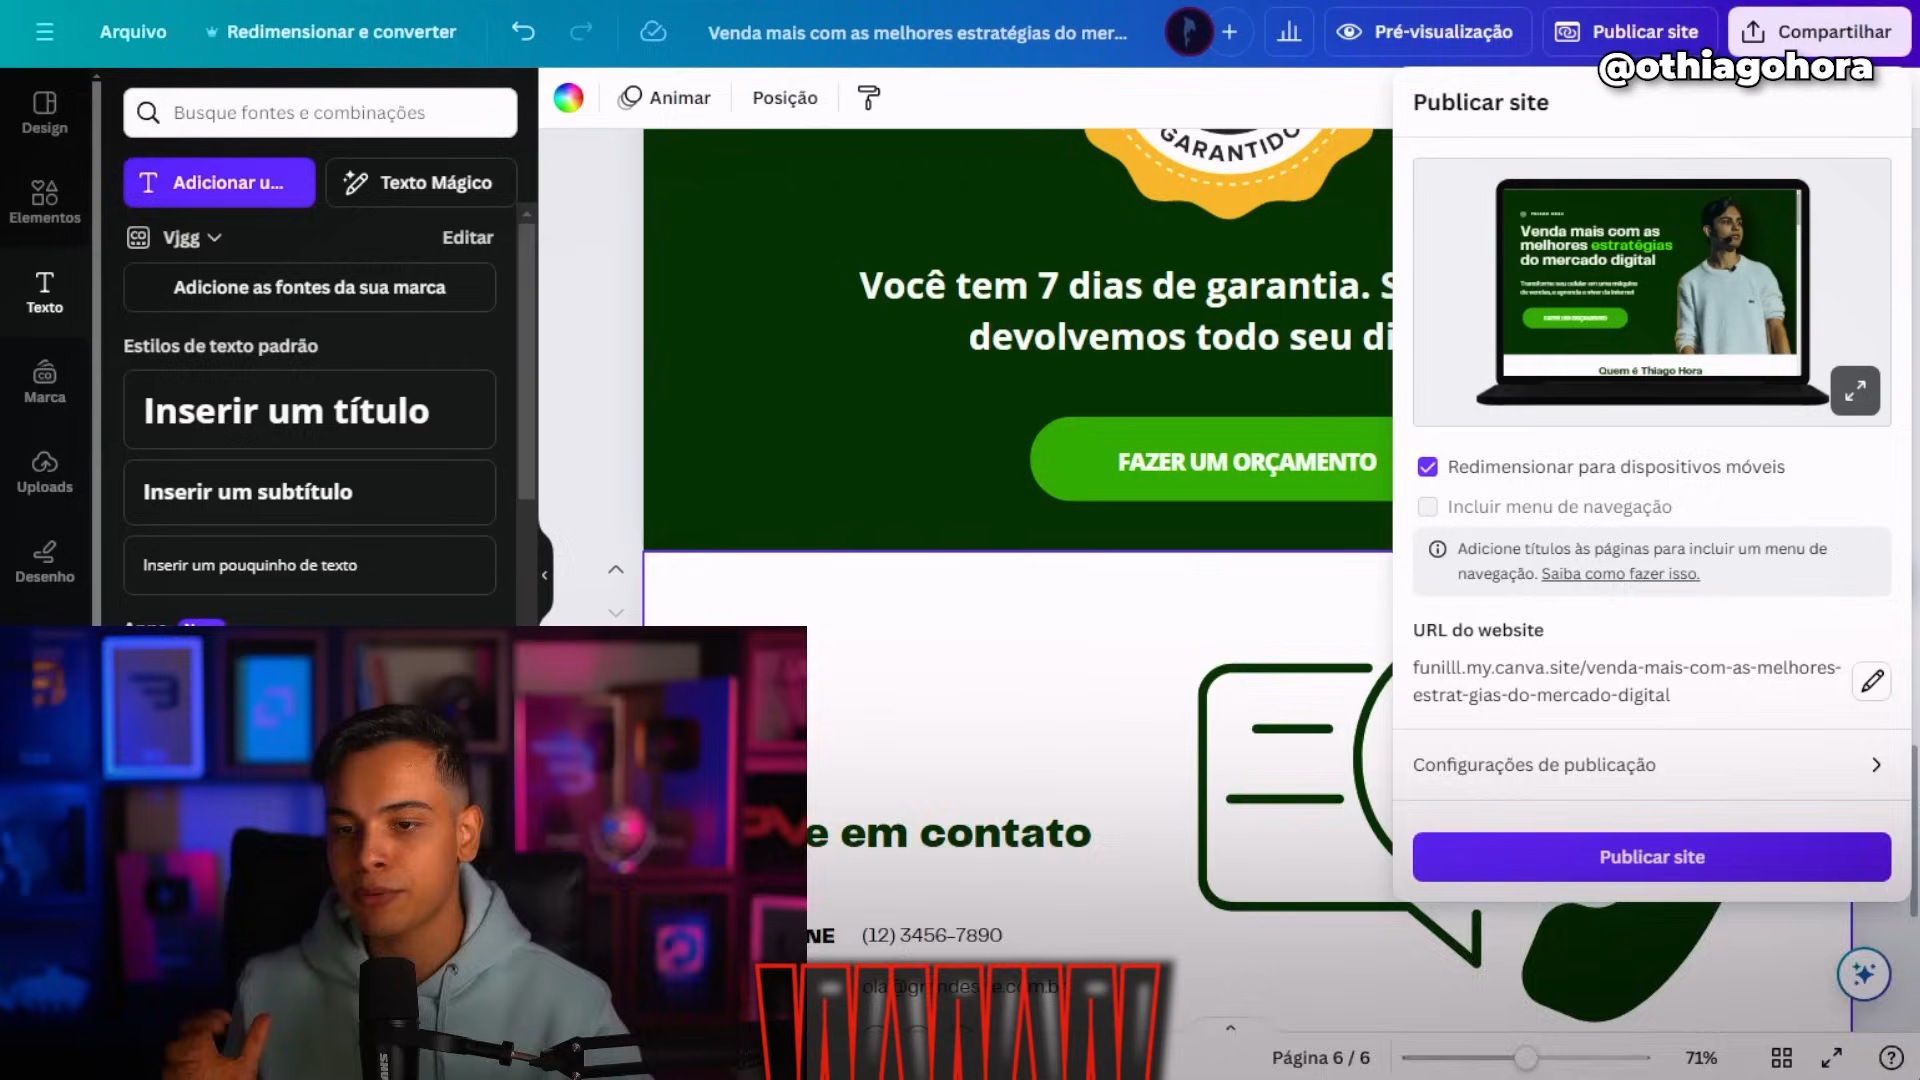 Arquivo
Redimensionar e converter
Venda mais com as melhores estratégias do mer...
Pré-visualização
Publicar site
Compartilhar
@othiagohora
Design
Elementos
Texto
Marca
Uploads
Desenho
Busque fontes e combinações
Adicionar u...
Texto Mágico
Vjgg
Editar
Adicione as fontes da sua marca
Estilos de texto padrão
Inserir um título
Inserir um subtítulo
Inserir um pouquinho de texto
Animar
Posição
GARANTIDO
Você tem 7 dias de garantia. S
devolvemos todo seu di
FAZER UM ORÇAMENTO
e em contato
NE (12) 3456-7890
Publicar site
Venda mais com as
melhores estratégias
do mercado digital
FAZER UM ORÇAMENTO
Quem é Thiago Hora
Redimensionar para dispositivos móveis
Incluir menu de navegação
Adicione títulos às páginas para incluir um menu de
navegação. Saiba como fazer isso.
URL do website
funilll.my.canva.site/venda-mais-com-as-melhores-
estrat-gias-do-mercado-digital
Configurações de publicação
Publicar site
Página 6 / 6
71%